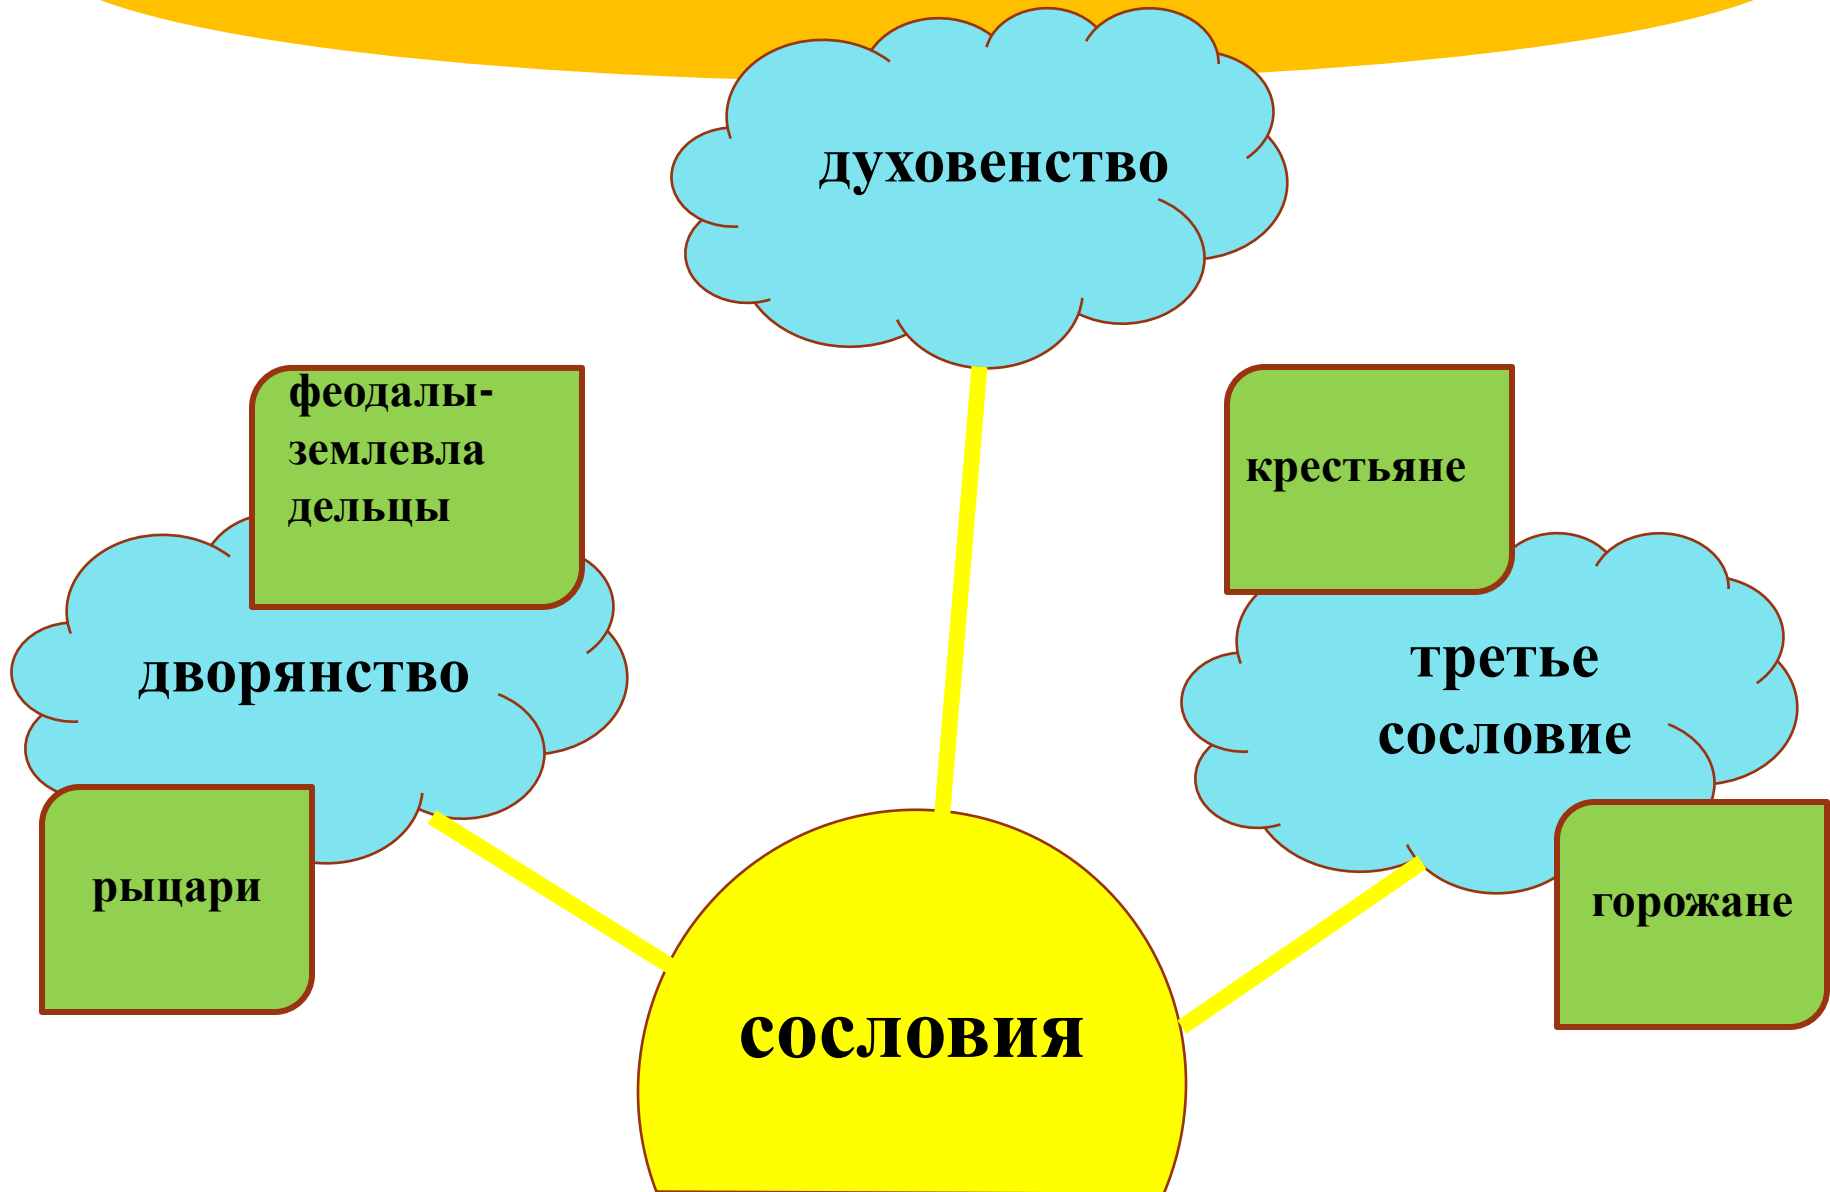 духовенство
феодалы-
землевла
дельцы
дворянство
рыцари
крестьяне
третье
сословие
горожане
сословия